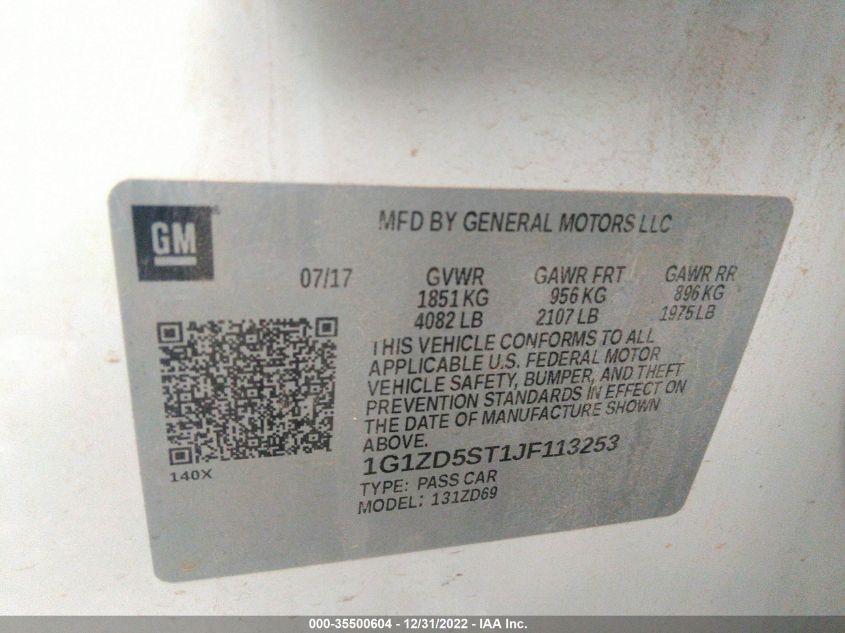 GM
MFD BY GENERAL MOTORS LLC
07/17 GVWR GAWR FRT GAWR RR
1851 KG 956 KG 896 KG
4082 LB 2107 LB 1975 LB
THIS VEHICLE CONFORMS TO ALL
APPLICABLE U.S. FEDERAL MOTOR
VEHICLE SAFETY, BUMPER, AND THEFT
PREVENTION STANDARDS IN EFFECT ON
THE DATE OF MANUFACTURE SHOWN
ABOVE.
140X
1G1ZD5ST1JF113253
TYPE: PASS CAR
MODEL: 131ZD69
000-35500604 - 12/31/2022 - IAA Inc.